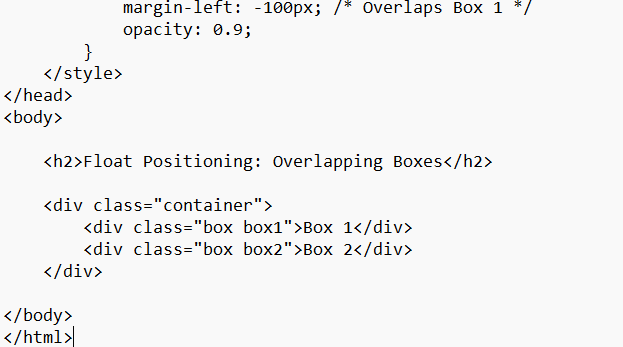 margin-left: -100px; /* Overlaps Box 1 */
opacity: 0.9;
}
</style>
</head>
<body>
<h2>Float Positioning: Overlapping Boxes</h2>
<div class="container">
<div class="box box1">Box 1</div>
<div class="box box2">Box 2</div>
</div>
</body>
</html>